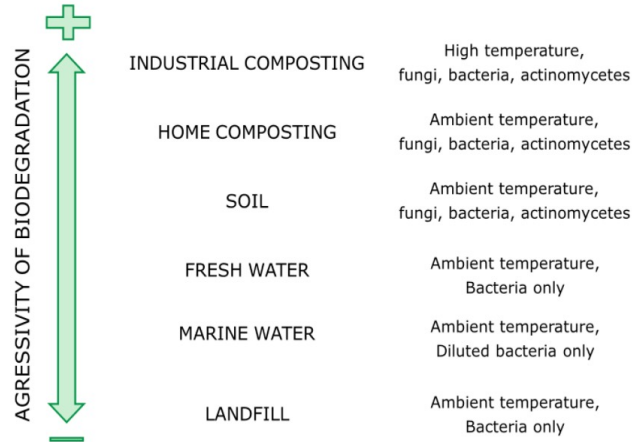 AGRESSIVITY OF BIODEGRADATION
INDUSTRIAL COMPOSTING
High temperature,
fungi, bacteria, actinomycetes
HOME COMPOSTING
Ambient temperature,
fungi, bacteria, actinomycetes
SOIL
Ambient temperature,
fungi, bacteria, actinomycetes
FRESH WATER
Ambient temperature,
Bacteria only
MARINE WATER
Ambient temperature,
Diluted bacteria only
LANDFILL
Ambient temperature,
Bacteria only